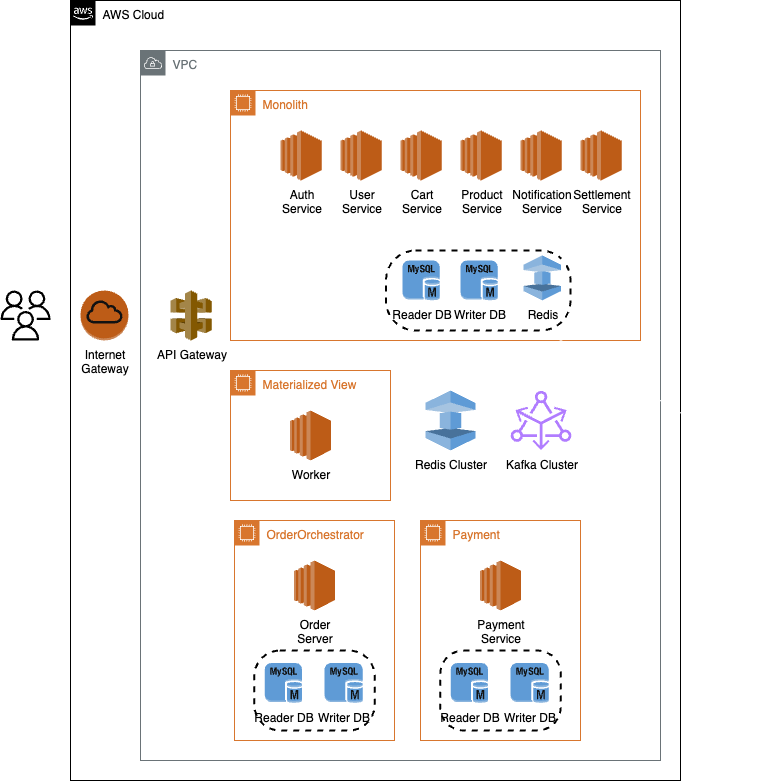 aws
AWS Cloud
VPC
Monolith
Auth
Service
User
Service
Cart
Service
Product
Service
Notification
Service
Settlement
Service
MySQL
M
Reader DB
MySQL
M
Writer DB
Redis
Internet
Gateway
API Gateway
Materialized View
Worker
Redis Cluster
Kafka Cluster
OrderOrchestrator
Order
Server
MySQL
M
Reader DB
MySQL
M
Writer DB
Payment
Payment
Service
MySQL
M
Reader DB
MySQL
M
Writer DB